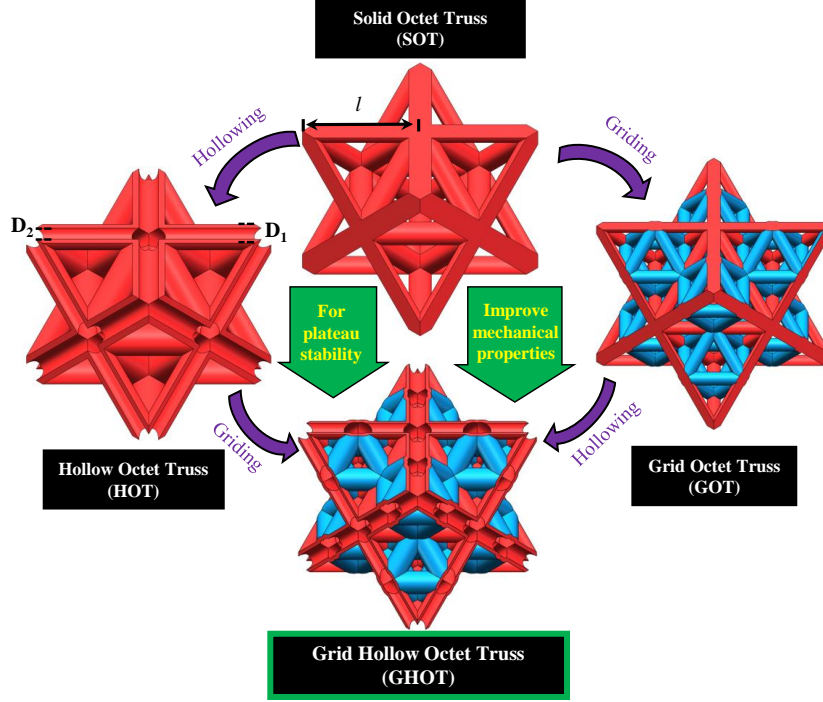 Solid Octet Truss
(SOT)
l
Hollowing
Griding
D2
D1
For
plateau
stability
Improve
mechanical
properties
Griding
Hollowing
Hollow Octet Truss
(HOT)
Grid Octet Truss
(GOT)
Grid Hollow Octet Truss
(GHOT)